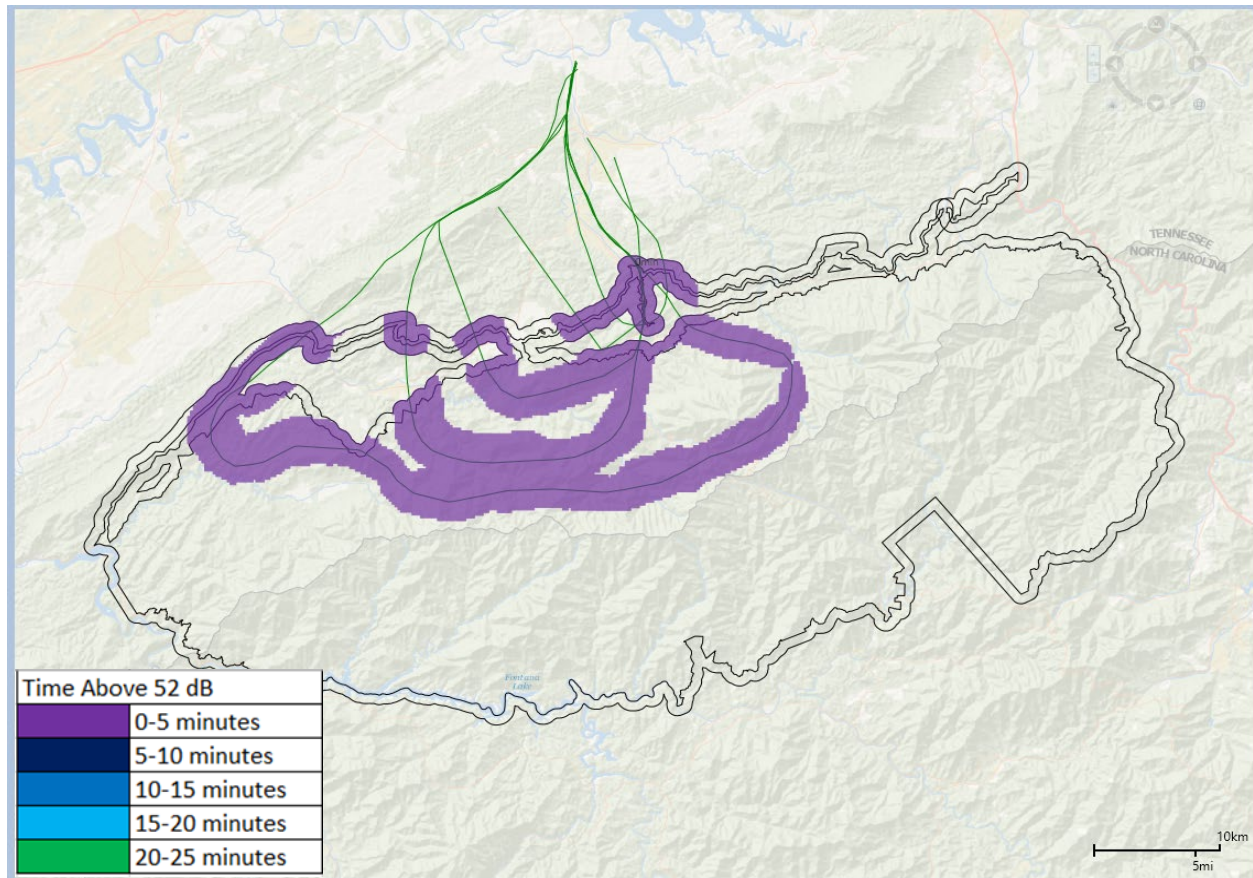 TENNESSEE
NORTH CAROLINA
Fontana
Lake
Time Above 52 dB
0-5 minutes
5-10 minutes
10-15 minutes
15-20 minutes
20-25 minutes
10km
5mi